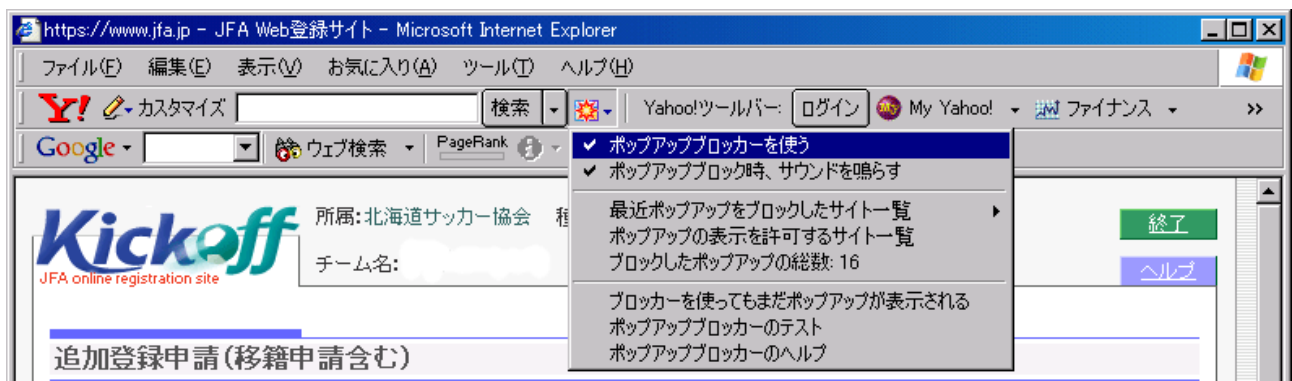 https://www.jfa.jp - JFA Web登録サイト - Microsoft Internet Explorer
ファイル(F) 編集(E) 表示(V) お気に入り(A) ツール(T) ヘルプ(H)
Y! カスタマイズ 検索 Yahoo!ツールバー: ログイン My Yahoo! ファイナンス >>
Google ウェブ検索 PageRank
ポップアップブロッカーを使う
ポップアップブロック時、サウンドを鳴らす
最近ポップアップをブロックしたサイト一覧
ポップアップの表示を許可するサイト一覧
ブロックしたポップアップの総数: 16
ブロッカーを使ってもまだポップアップが表示される
ポップアップブロッカーのテスト
ポップアップブロッカーのヘルプ
Kickoff
JFA online registration site
所属:北海道サッカー協会
チーム名:
終了
ヘルプ
追加登録申請(移籍申請含む)